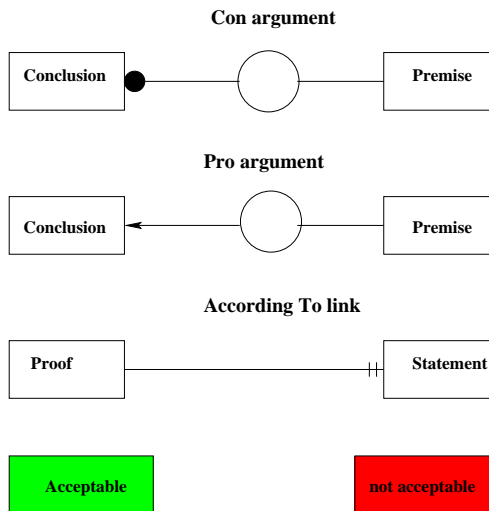 Con argument
Conclusion
Premise
Pro argument
Conclusion
Premise
According To link
Proof
Statement
Acceptable
not acceptable